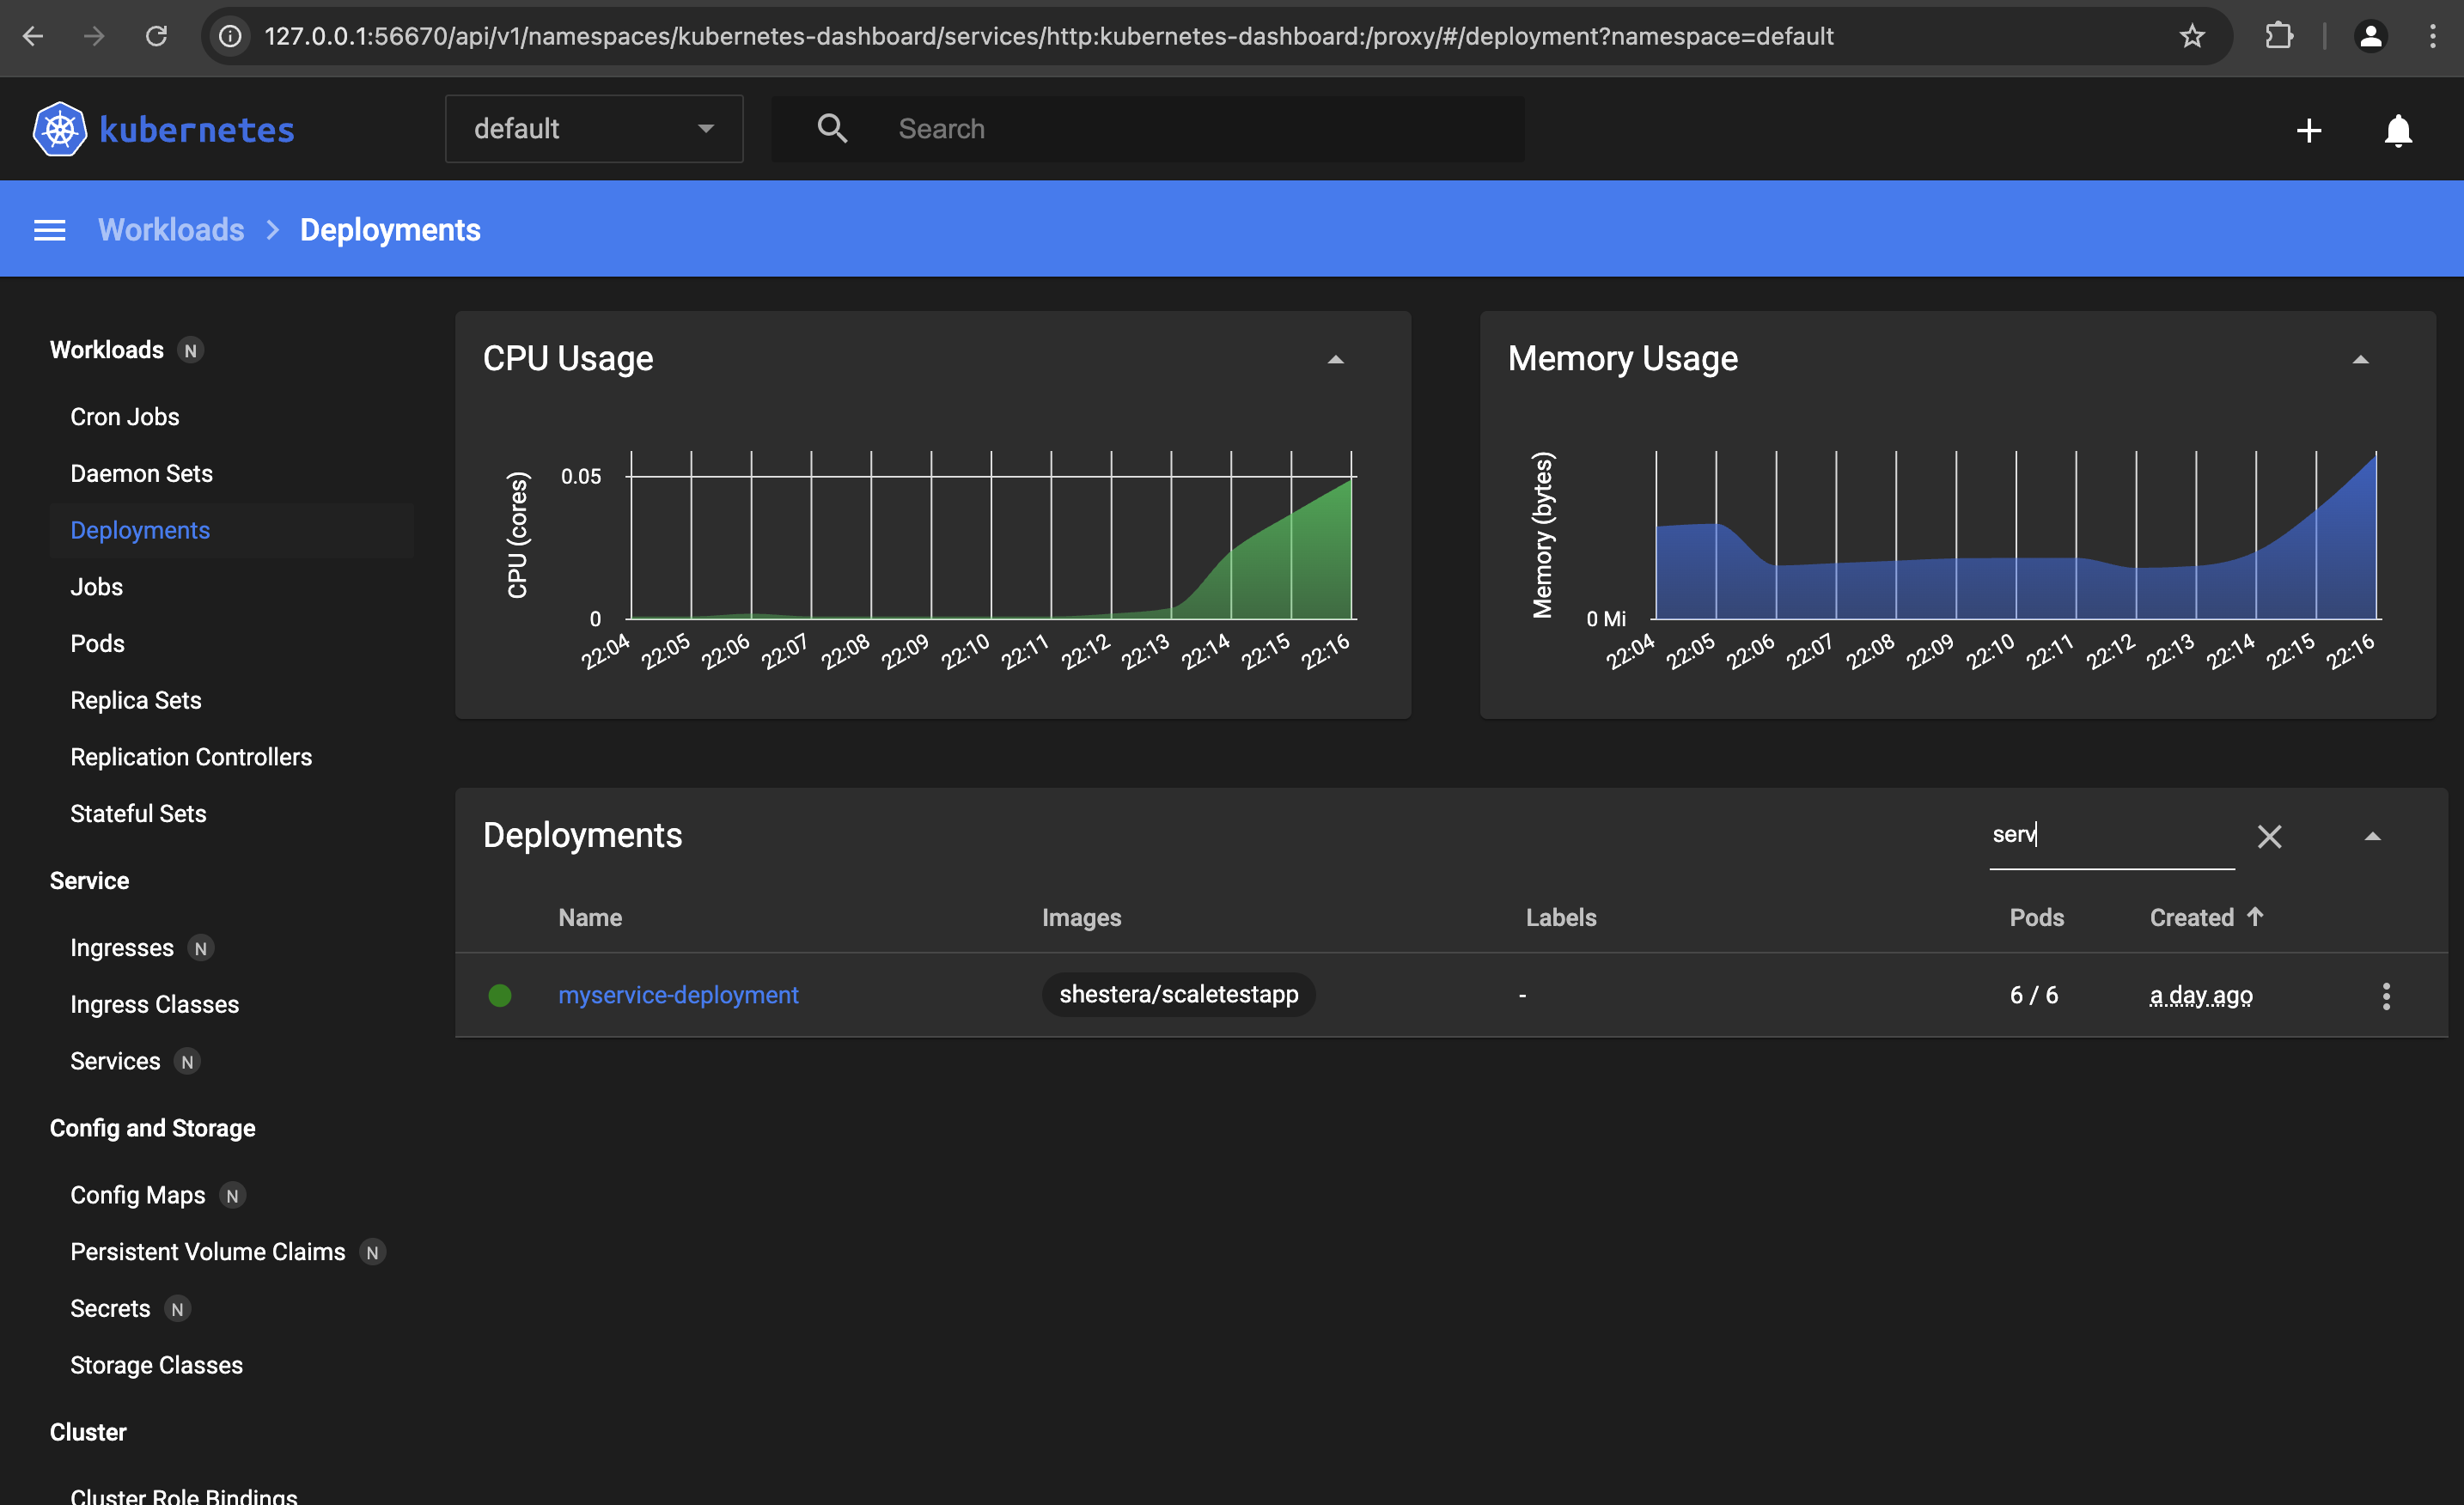 127.0.0.1:56670/api/v1/namespaces/kubernetes-dashboard/services/http:kubernetes-dashboard:/proxy/#/deployment?namespace=default
kubernetes
default
Search
Workloads
Deployments
Workloads N
Cron Jobs
Daemon Sets
Deployments
Jobs
Pods
Replica Sets
Replication Controllers
Stateful Sets
Service
Ingresses N
Ingress Classes
Services N
Config and Storage
Config Maps N
Persistent Volume Claims N
Secrets N
Storage Classes
Cluster
Cluster Role Bindings
CPU Usage
CPU (cores)
0.05
0
22:04 22:05 22:06 22:07 22:08 22:09 22:10 22:11 22:12 22:13 22:14 22:15 22:16
Memory Usage
Memory (bytes)
0 Mi
22:04 22:05 22:06 22:07 22:08 22:09 22:10 22:11 22:12 22:13 22:14 22:15 22:16
Deployments
serv
Name Images Labels Pods Created
myservice-deployment shestera/scaletestapp - 6 / 6 a day ago